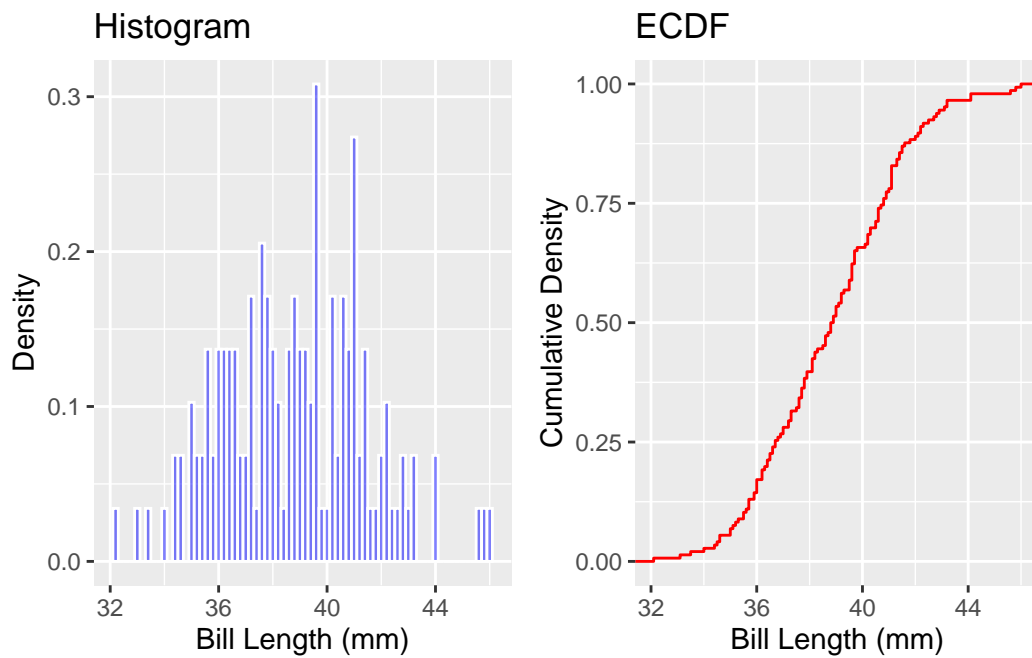 Histogram
Density
0.3
0.2
0.1
0.0
32 36 40 44
Bill Length (mm)
ECDF
Cumulative Density
1.00
0.75
0.50
0.25
0.00
32 36 40 44
Bill Length (mm)